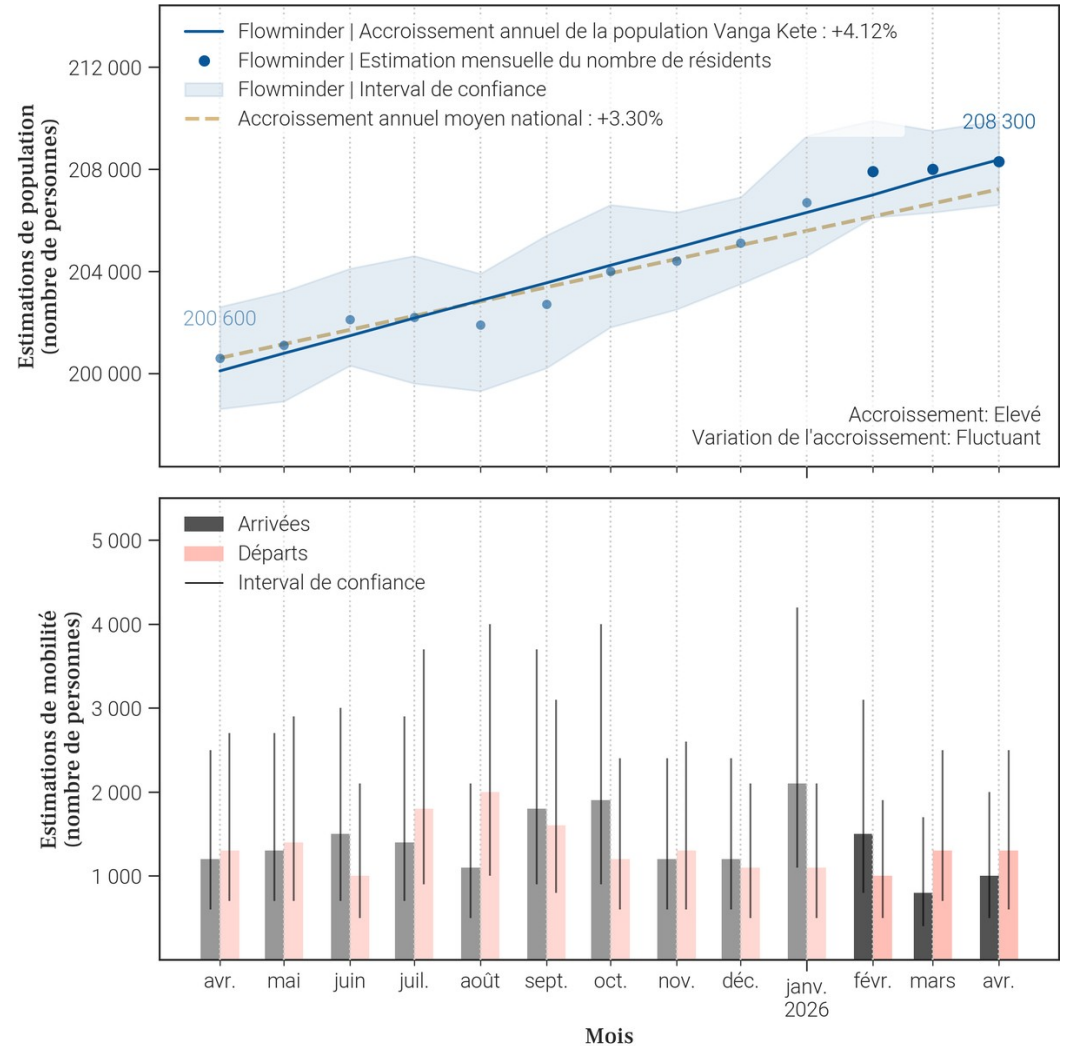 Flowminder | Accroissement annuel de la population Vanga Kete : +4.12%
Flowminder | Estimation mensuelle du nombre de résidents
Flowminder | Interval de confiance
Accroissement annuel moyen national : +3.30%
Estimations de population
(nombre de personnes)
212 000
208 000
204 000
200 000
200 600
208 300
Accroissement: Elevé
Variation de l'accroissement: Fluctuant
Arrivées
Départs
Interval de confiance
Estimations de mobilité
(nombre de personnes)
5 000
4 000
3 000
2 000
1 000
avr. mai juin juil. août sept. oct. nov. déc. janv. févr. mars avr.
2026
Mois